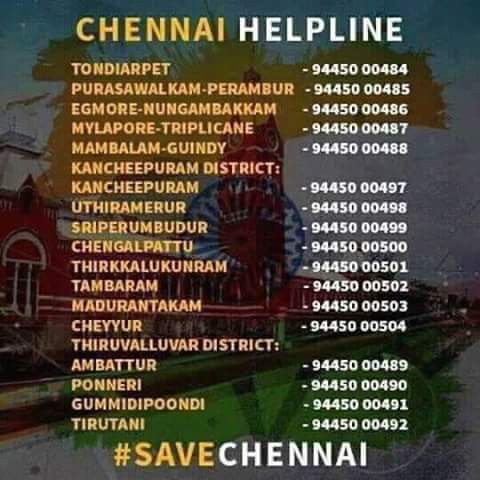 CHENNAI HELPLINE
TONDIARPET - 94450 00484
PURASAWALKAM-PERAMBUR - 94450 00485
EGMORE-NUNGAMBAKKAM - 94450 00486
MYLAPORE-TRIPLICANE - 94450 00487
MAMBALAM-GUINDY - 94450 00488
KANCHEEPURAM DISTRICT:
KANCHEEPURAM - 94450 00497
UTHIRAMERUR - 94450 00498
SRIPERUMBUDUR - 94450 00499
CHENGALPATTU - 94450 00500
THIRKKALUKUNRAM - 94450 00501
TAMBARAM - 94450 00502
MADURANTAKAM - 94450 00503
CHEYYUR - 94450 00504
THIRUVALLUVAR DISTRICT:
AMBATTUR - 94450 00489
PONNERI - 94450 00490
GUMMIDIPOONDI - 94450 00491
TIRUTANI - 94450 00492
#SAVECHENNAI